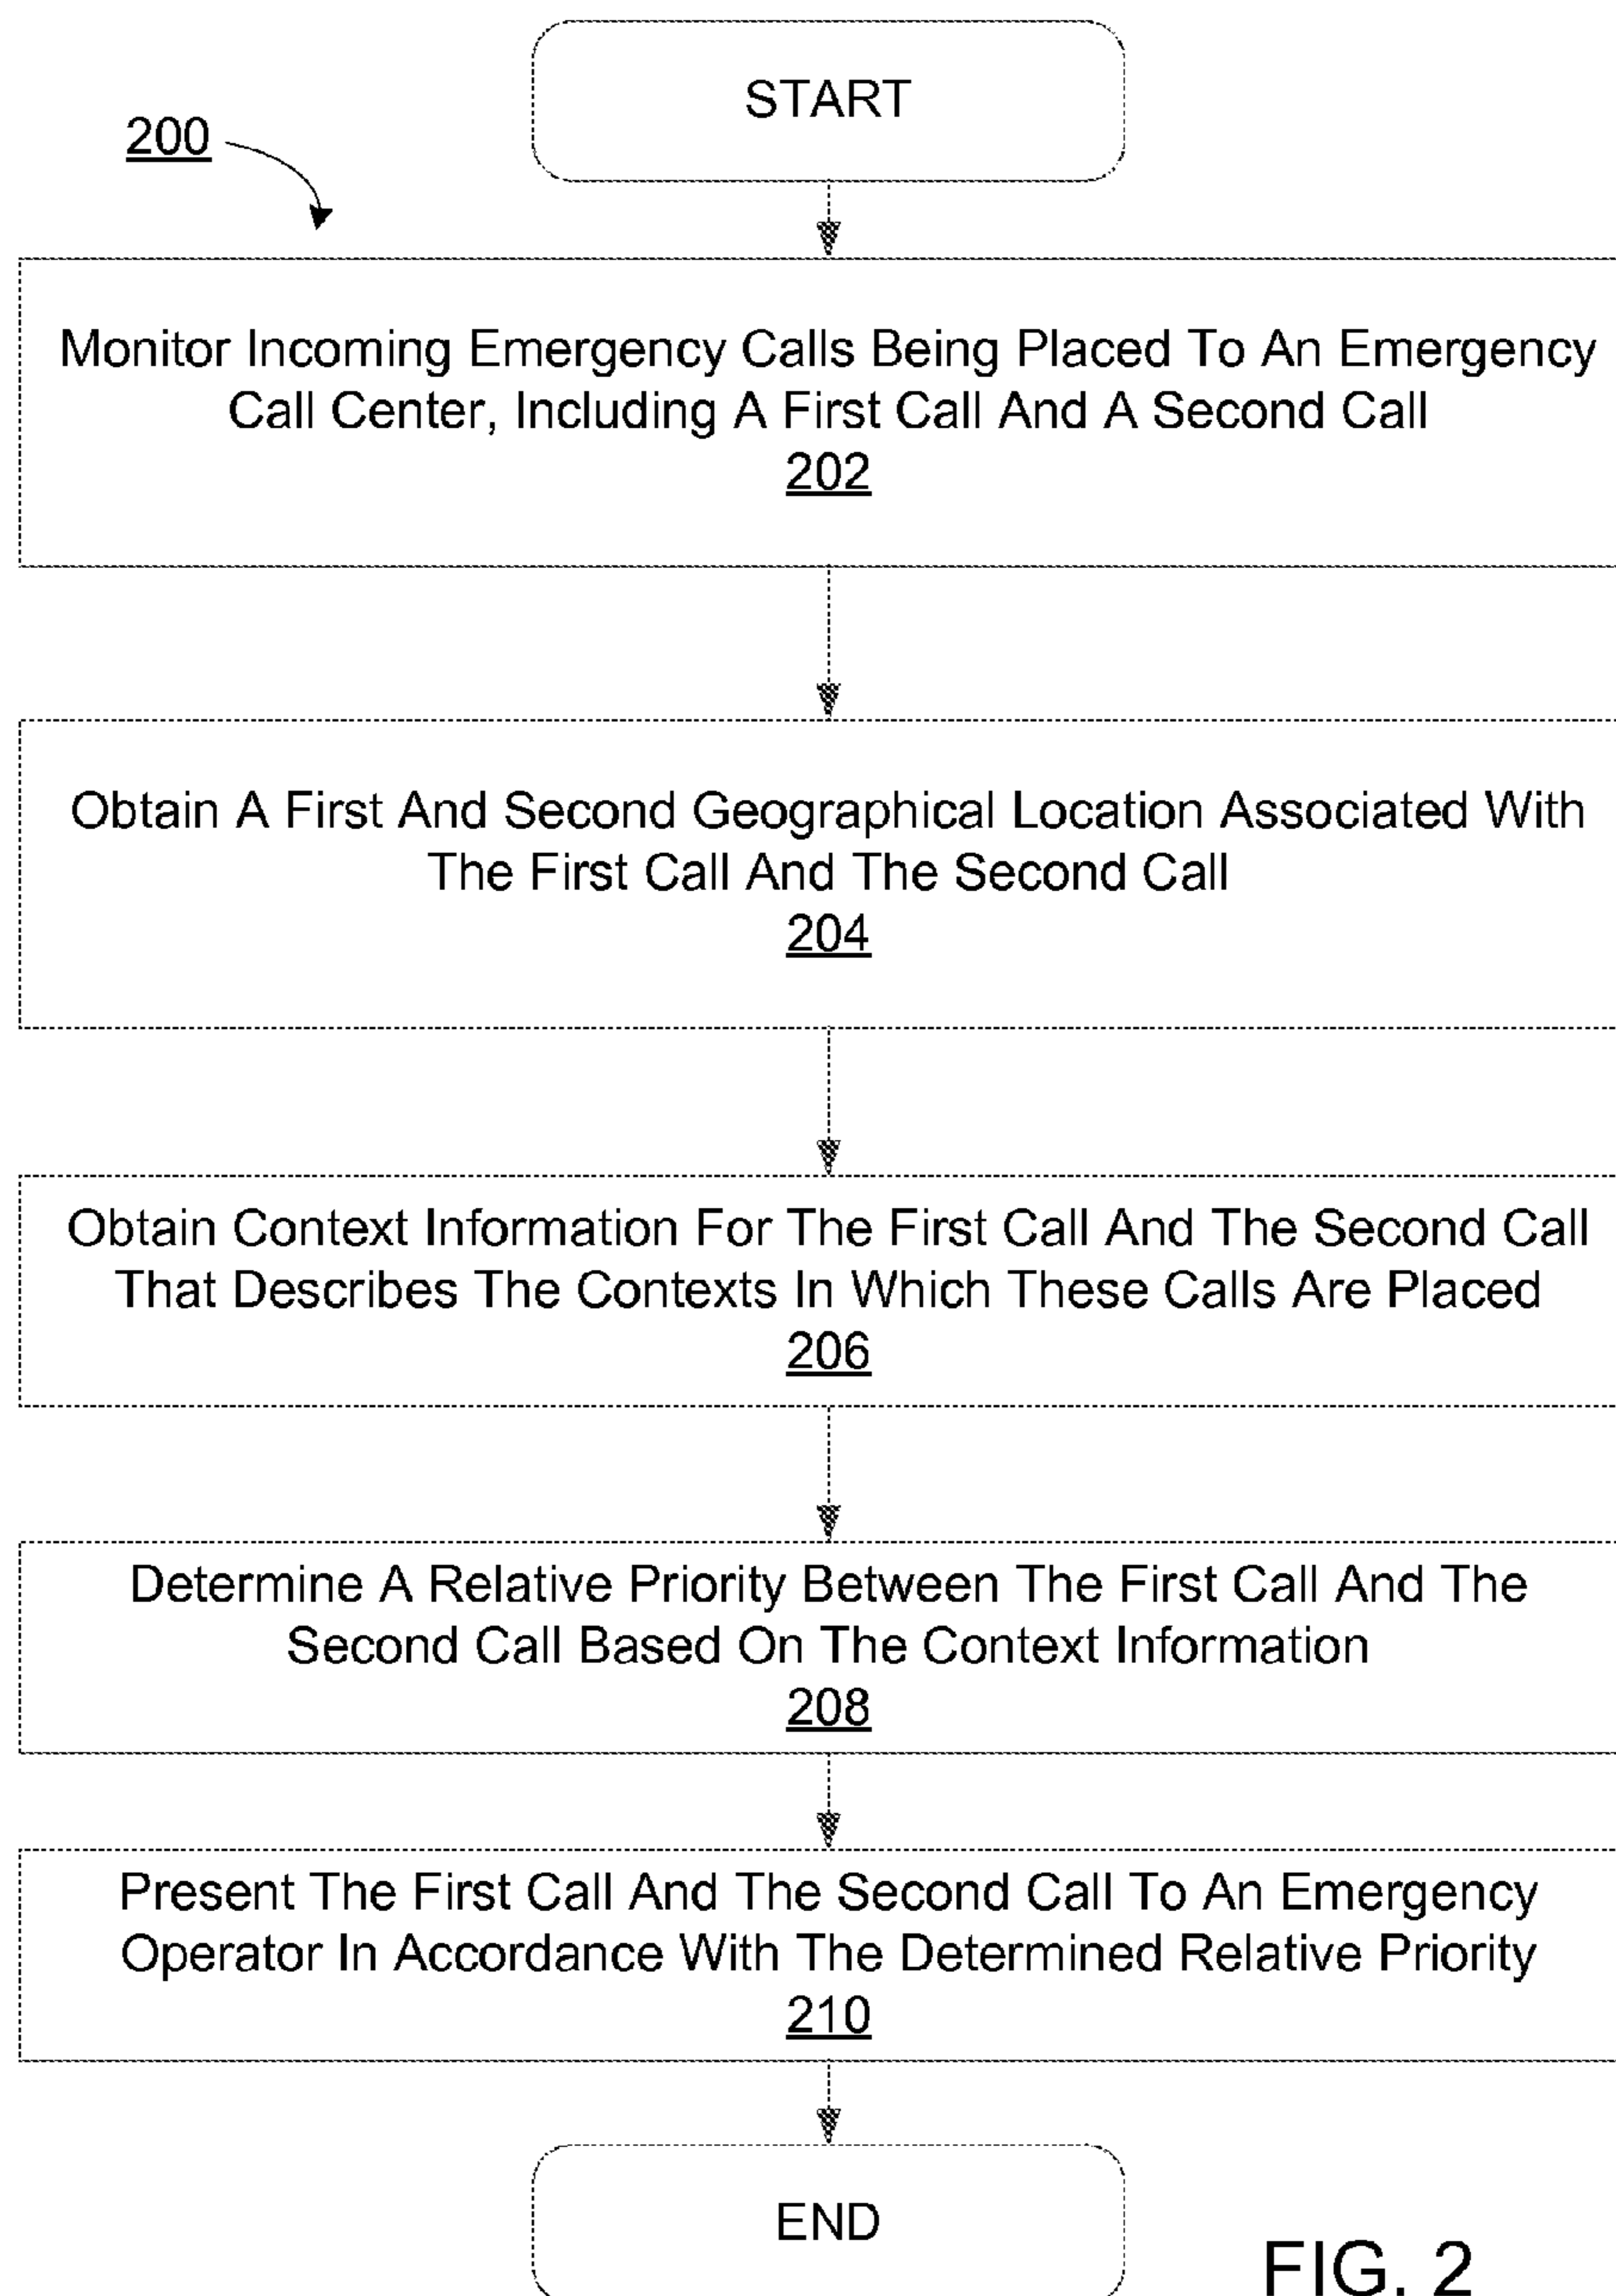 START
200
Monitor Incoming Emergency Calls Being Placed To An Emergency
Call Center, Including A First Call And A Second Call
202
Obtain A First And Second Geographical Location Associated With
The First Call And The Second Call
204
Obtain Context Information For The First Call And The Second Call
That Describes The Contexts In Which These Calls Are Placed
206
Determine A Relative Priority Between The First Call And The
Second Call Based On The Context Information
208
Present The First Call And The Second Call To An Emergency
Operator In Accordance With The Determined Relative Priority
210
END
FIG. 2